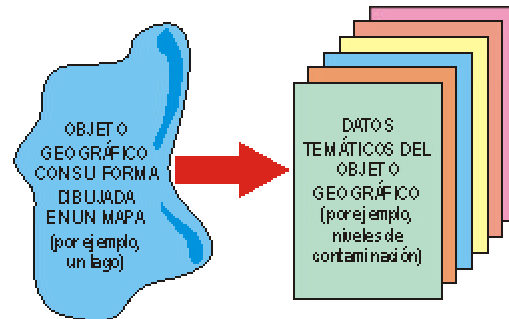 OBJETO
GEOGRÁFICO
CON SU FORMA
DIBUJADA
EN UN MAPA
(por ejemplo,
un lago)
DATOS
TEMÁTICOS DEL
OBJETO
GEOGRÁFICO
(por ejemplo,
niveles de
contaminación)